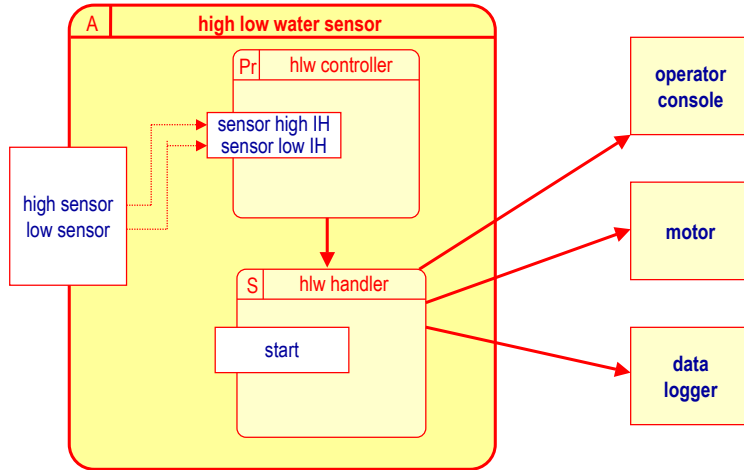 A
high low water sensor
Pr
hlw controller
sensor high IH
sensor low IH
high sensor
low sensor
S
hlw handler
start
operator
console
motor
data
logger